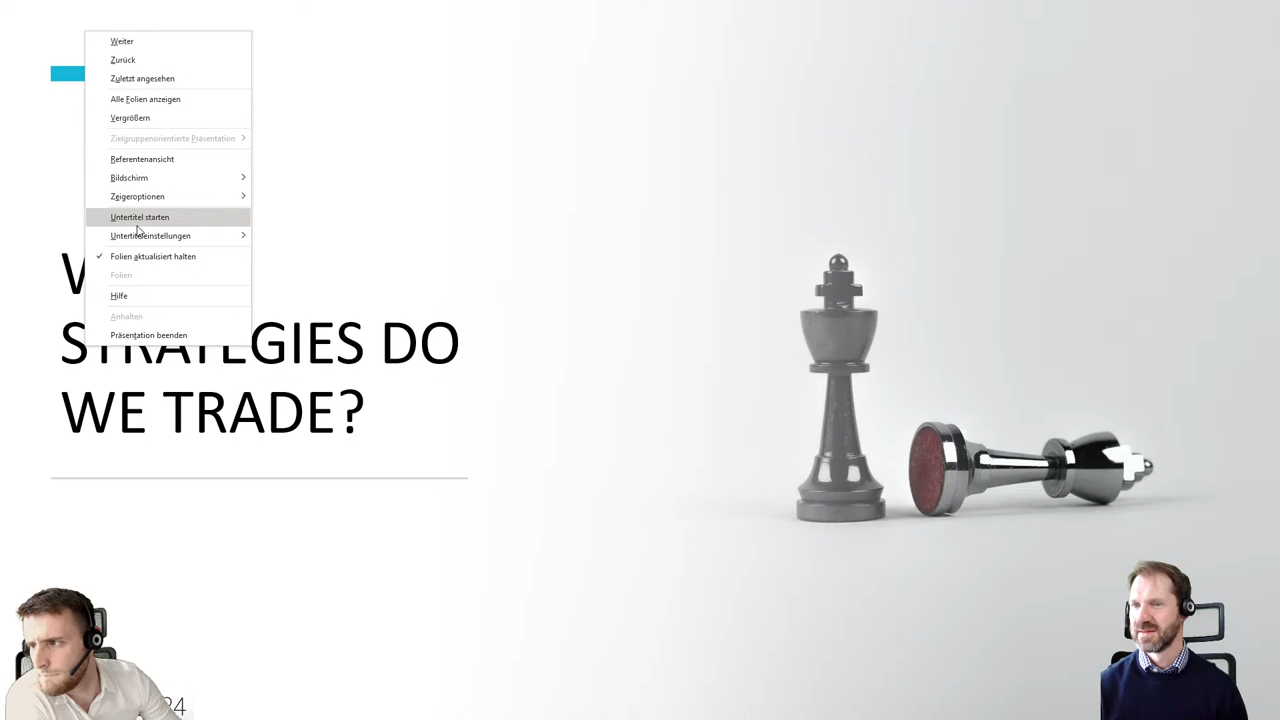 Weiter
Zurück
Zuletzt angesehen
Alle Folien anzeigen
Vergrößern
Zielgruppenorientierte Präsentation
Referentenansicht
Bildschirm
Zeigeroptionen
Untertitel starten
Untertiteleinstellungen
Folien aktualisiert halten
Folien
Hilfe
Anhalten
Präsentation beenden
STRATEGIES DO
WE TRADE?